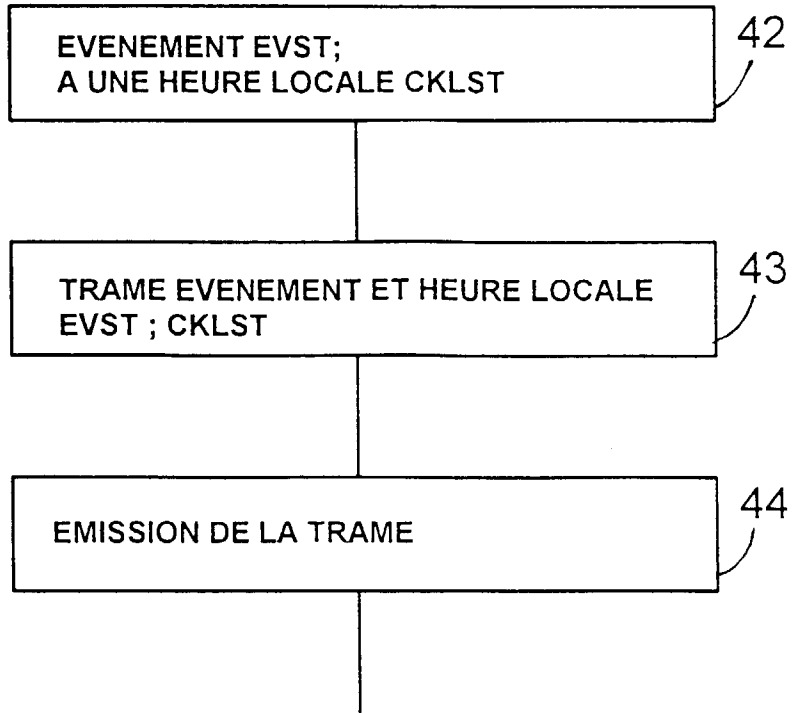 EVENEMENT EVST;
A UNE HEURE LOCALE CKLST
42
TRAME EVENEMENT ET HEURE LOCALE
EVST ; CKLST
43
EMISSION DE LA TRAME
44